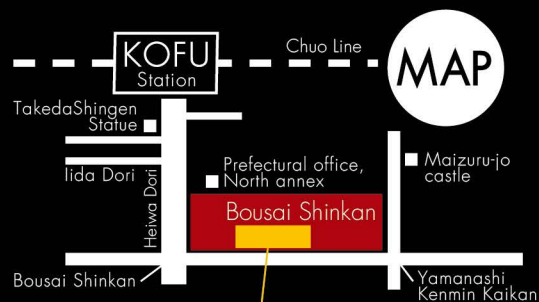 KOFU
Station
Chuo Line
MAP
TakedaShingen
Statue
Iida Dori
Heiwa Dori
Prefectural office,
North annex
Maizuru-jo
castle
Bousai Shinkan
Bousai Shinkan
Yamanashi
Kenmin Kaikan